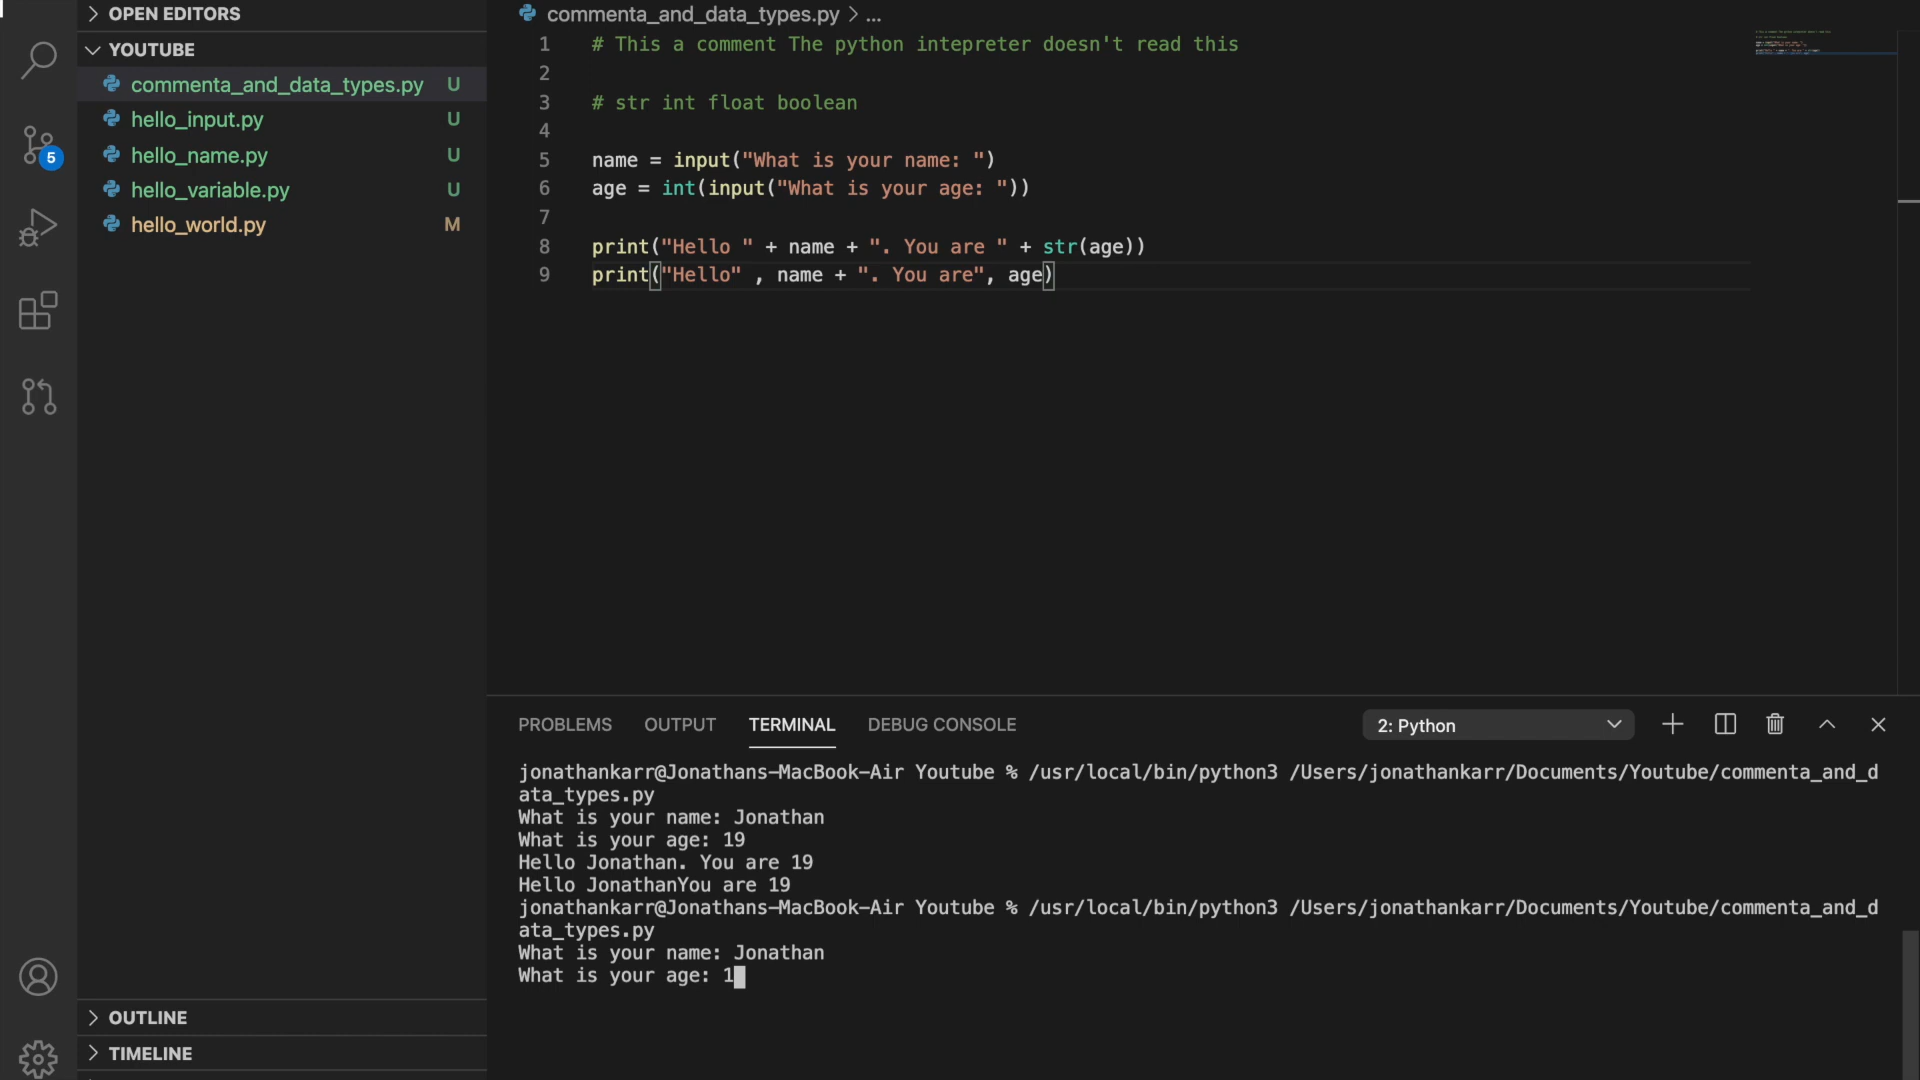 OPEN EDITORS
YOUTUBE
commenta_and_data_types.py U
hello_input.py U
hello_name.py U
hello_variable.py U
hello_world.py M
5
OUTLINE
TIMELINE
commenta_and_data_types.py > ...
1 # This a comment The python intepreter doesn't read this
2
3 # str int float boolean
4
5 name = input("What is your name: ")
6 age = int(input("What is your age: "))
7
8 print("Hello " + name + ". You are " + str(age))
9 print("Hello" , name + ". You are", age)
PROBLEMS OUTPUT TERMINAL DEBUG CONSOLE 2: Python
jonathankarr@Jonathans-MacBook-Air Youtube % /usr/local/bin/python3 /Users/jonathankarr/Documents/Youtube/commenta_and_d
ata_types.py
What is your name: Jonathan
What is your age: 19
Hello Jonathan. You are 19
Hello JonathanYou are 19
jonathankarr@Jonathans-MacBook-Air Youtube % /usr/local/bin/python3 /Users/jonathankarr/Documents/Youtube/commenta_and_d
ata_types.py
What is your name: Jonathan
What is your age: 1